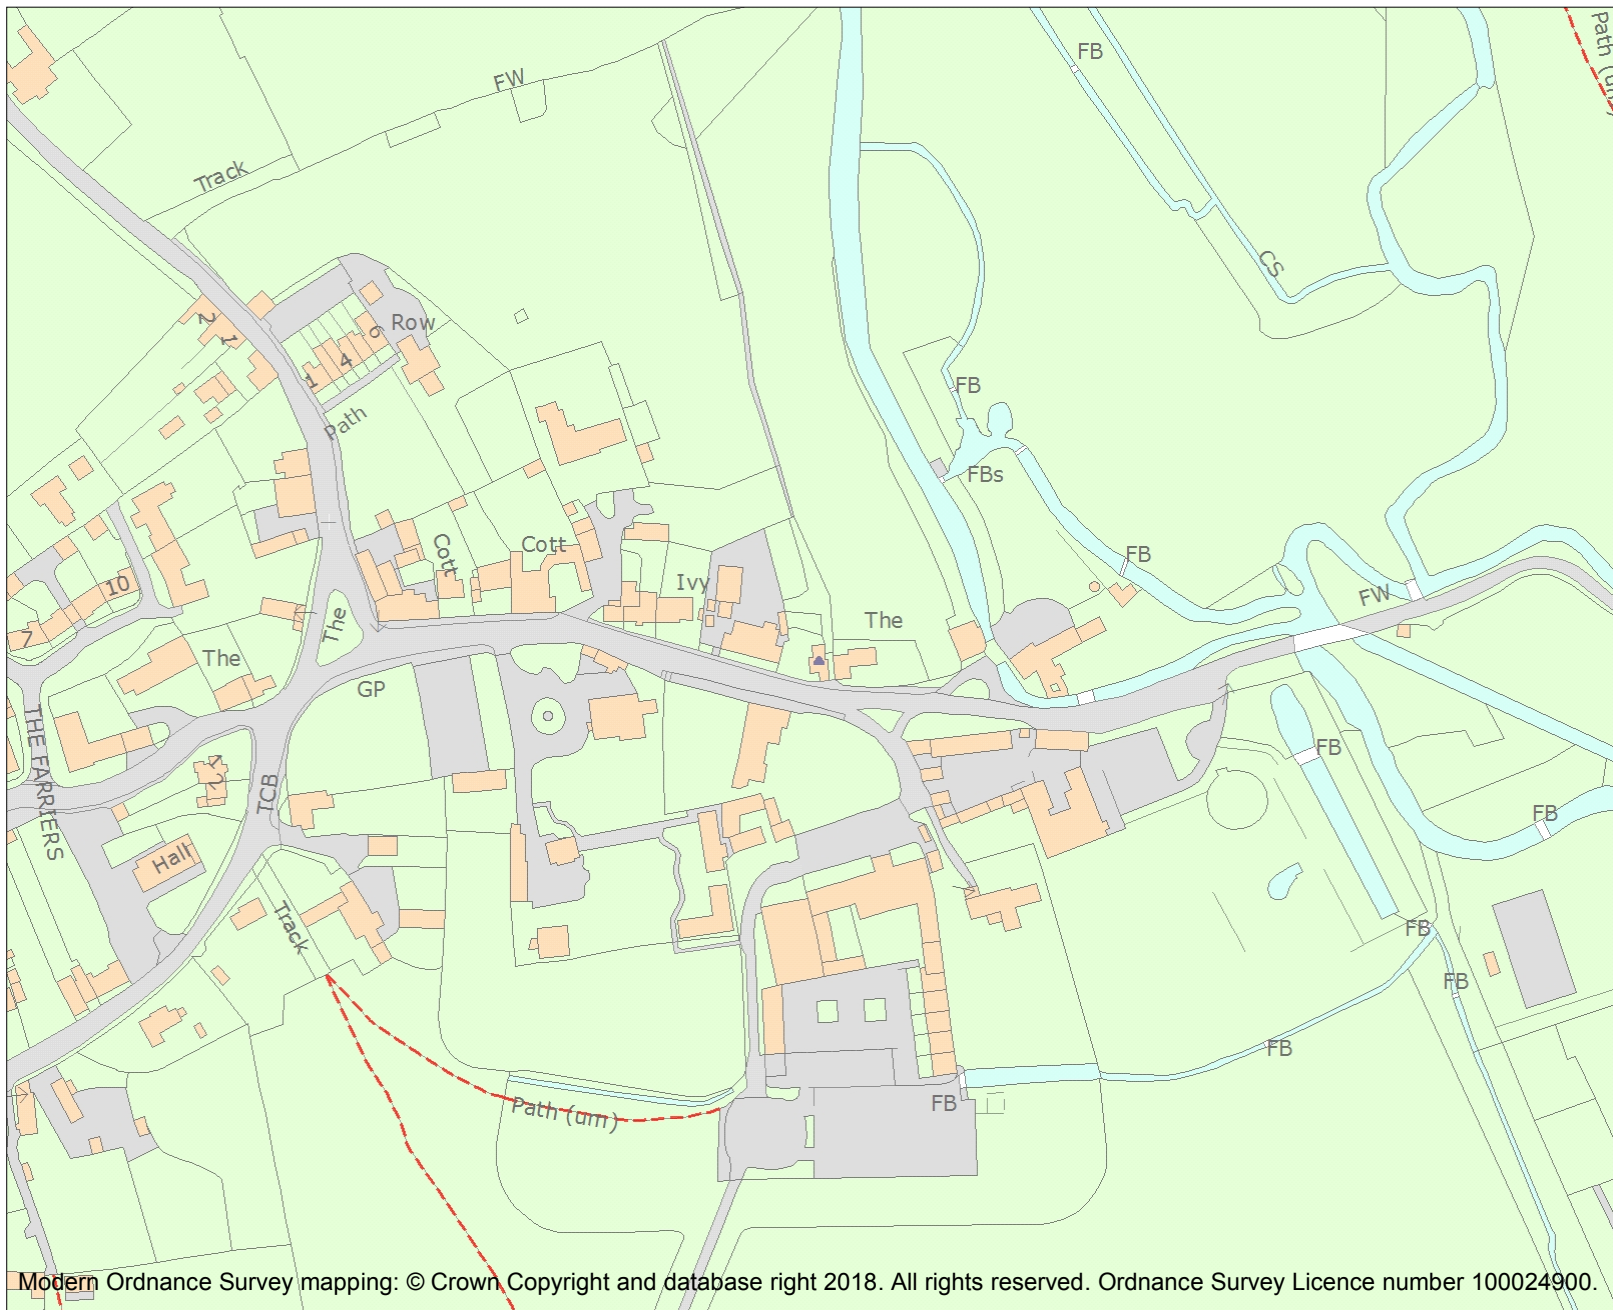 FB
Path (um)
FW
Track
CS
Row
2
1
6
4
1
Path
FB
FBs
Cott
Cott
FB
Ivy
10
FW
The
The
7
The
GP
THE FARRIERS
FB
1
2
TCB
FB
Hall
Track
FB
FB
FB
Path (um)
FB
Modern Ordnance Survey mapping: © Crown Copyright and database right 2018. All rights reserved. Ordnance Survey Licence number 100024900.